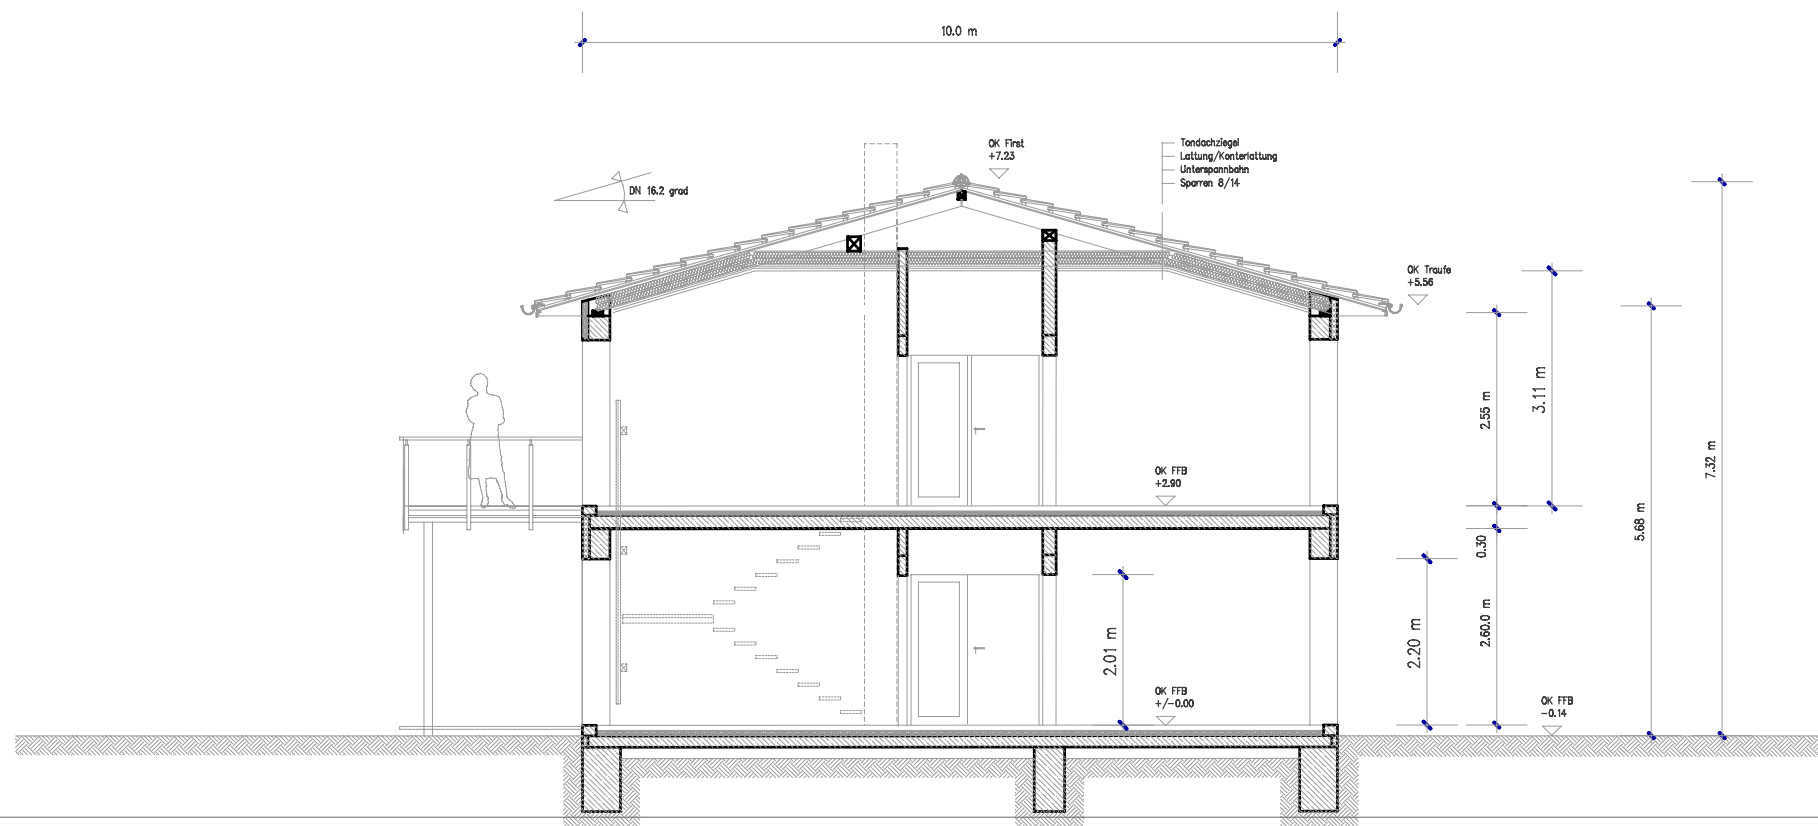 10.0 m
OK First
+7.23
Tondachziegel
Lattung/Konterlattung
Unterspannbahn
Sparren 8/14
DN 16.2 grad
OK Traufe
+5.56
3.11 m
2.55 m
7.32 m
OK FFB
+2.90
5.68 m
0.30
2.60.0 m
2.20 m
2.01 m
OK FFB
+/-0.00
OK FFB
-0.14